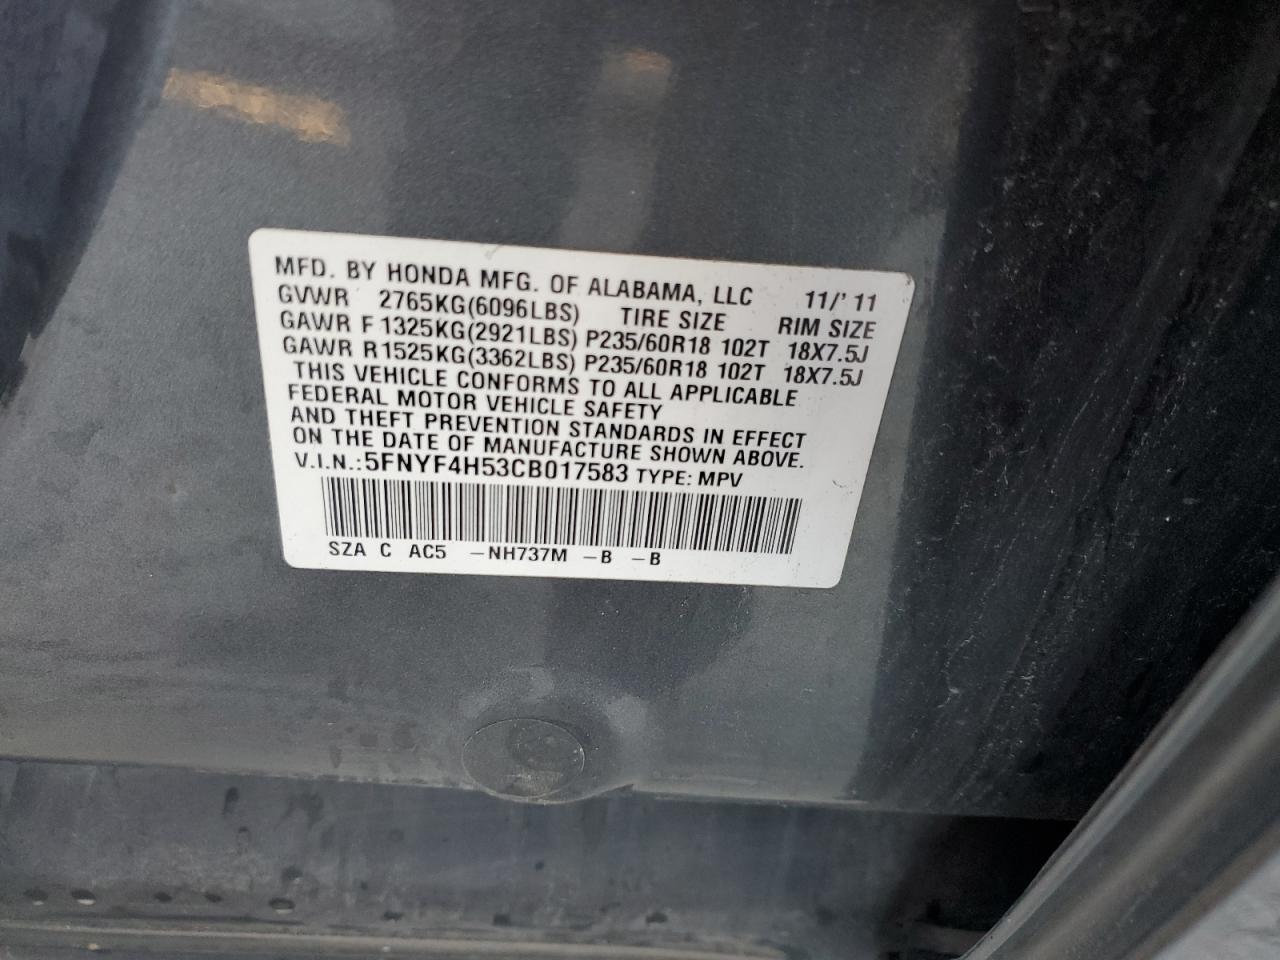 MFD. BY HONDA MFG. OF ALABAMA, LLC 11/'11
GVWR 2765KG(6096LBS) TIRE SIZE RIM SIZE
GAWR F 1325KG(2921LBS) P235/60R18 102T 18X7.5J
GAWR R1525KG(3362LBS) P235/60R18 102T 18X7.5J
THIS VEHICLE CONFORMS TO ALL APPLICABLE
FEDERAL MOTOR VEHICLE SAFETY
AND THEFT PREVENTION STANDARDS IN EFFECT
ON THE DATE OF MANUFACTURE SHOWN ABOVE.
V.I.N.:5FNYF4H53CB017583 TYPE: MPV
SZA C AC5 –NH737M –B –B